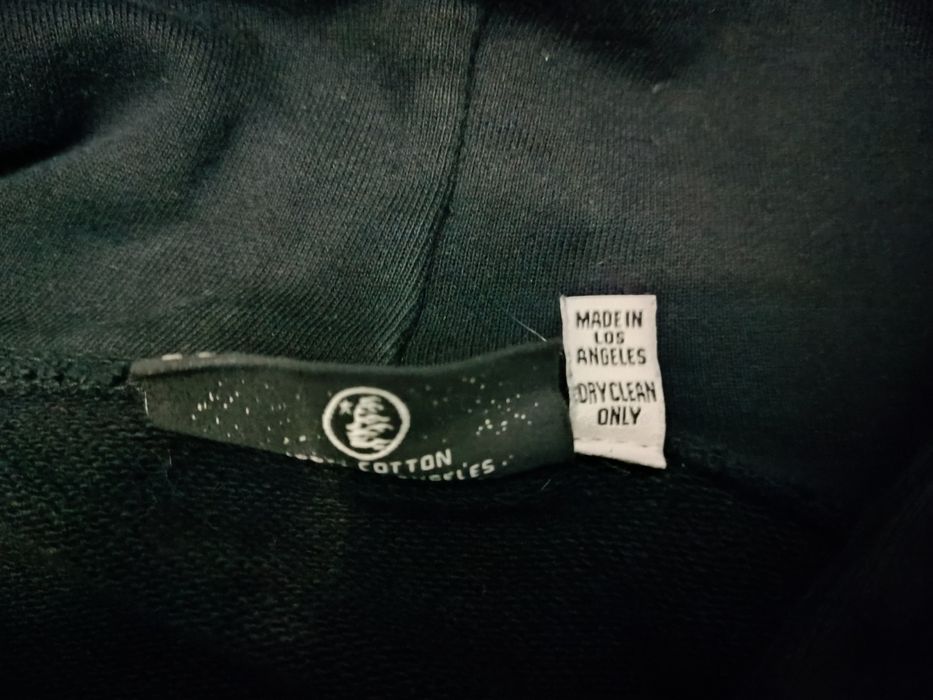 COTTON
MADE IN
LOS
ANGELES
DRY CLEAN
ONLY